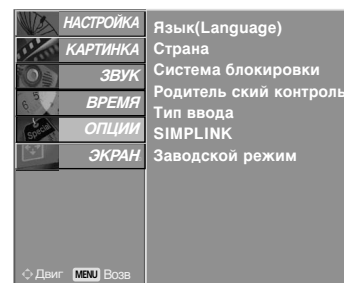 НАСТРОЙКА
КАРТИНКА
ЗВУК
ВРЕМЯ
ОПЦИИ
ЭКРАН
Язык(Language)
Страна
Система блокировки
Родитель ский контроль
Тип ввода
SIMPLINK
Заводской режим
Двиг MENU Возв